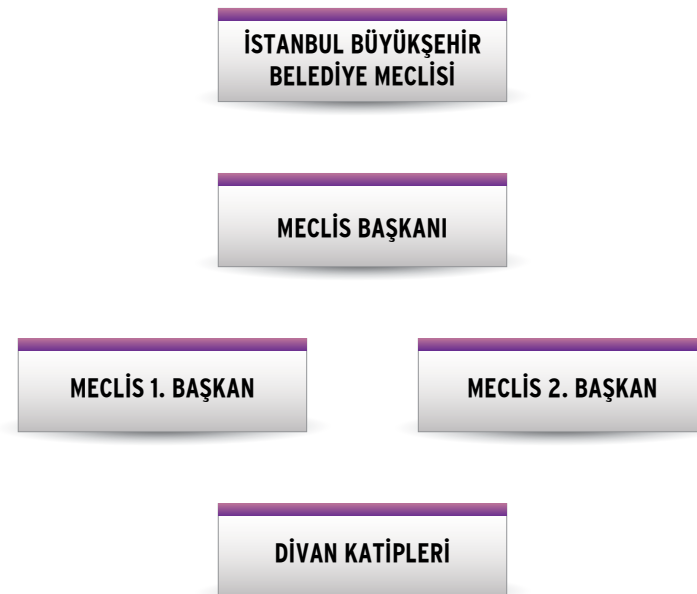 İSTANBUL BÜYÜKŞEHİR
BELEDİYE MECLİSİ
MECLİS BAŞKANI
MECLİS 1. BAŞKAN
MECLİS 2. BAŞKAN
DİVAN KATİPLERİ